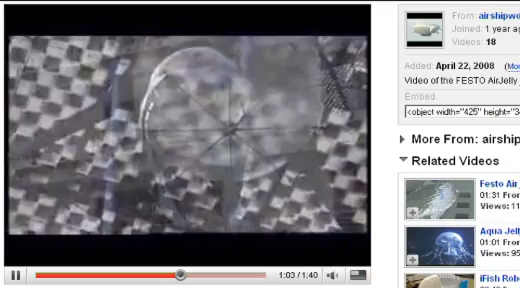 From: airshipwo
Joined: 1 year ag
Videos: 18
Added: April 22, 2008 (Mor
Video of the FESTO AirJelly
Embed:
<object width="425" height="3
More From: airship
Related Videos
Festo Air
01:31 From
Views: 11
Aqua Jell
01:01 From
Views: 95
iFish Rob
1:03 / 1:40